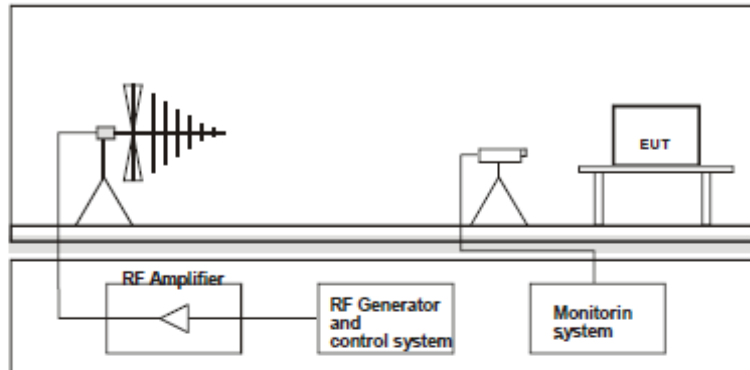 EUT
RF Amplifier
RF Generator
and
control system
Monitorin
system